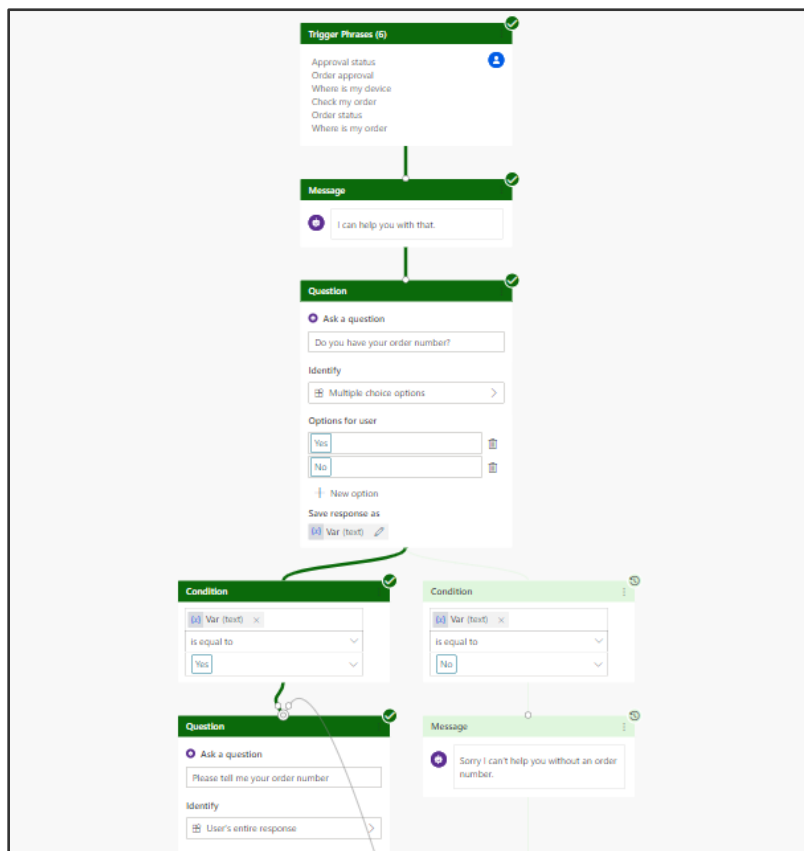 Trigger Phrases (6)
Approval status
Order approval
Where is my device
Check my order
Order status
Where is my order
Message
I can help you with that.
Question
Ask a question
Do you have your order number?
Identify
Multiple choice options
Options for user
Yes
No
New option
Save response as
{x} Var (text)
Condition
{x} Var (text)
is equal to
Yes
Condition
{x} Var (text)
is equal to
No
Question
Ask a question
Please tell me your order number
Identify
User's entire response
Message
Sorry I can't help you without an order
number.